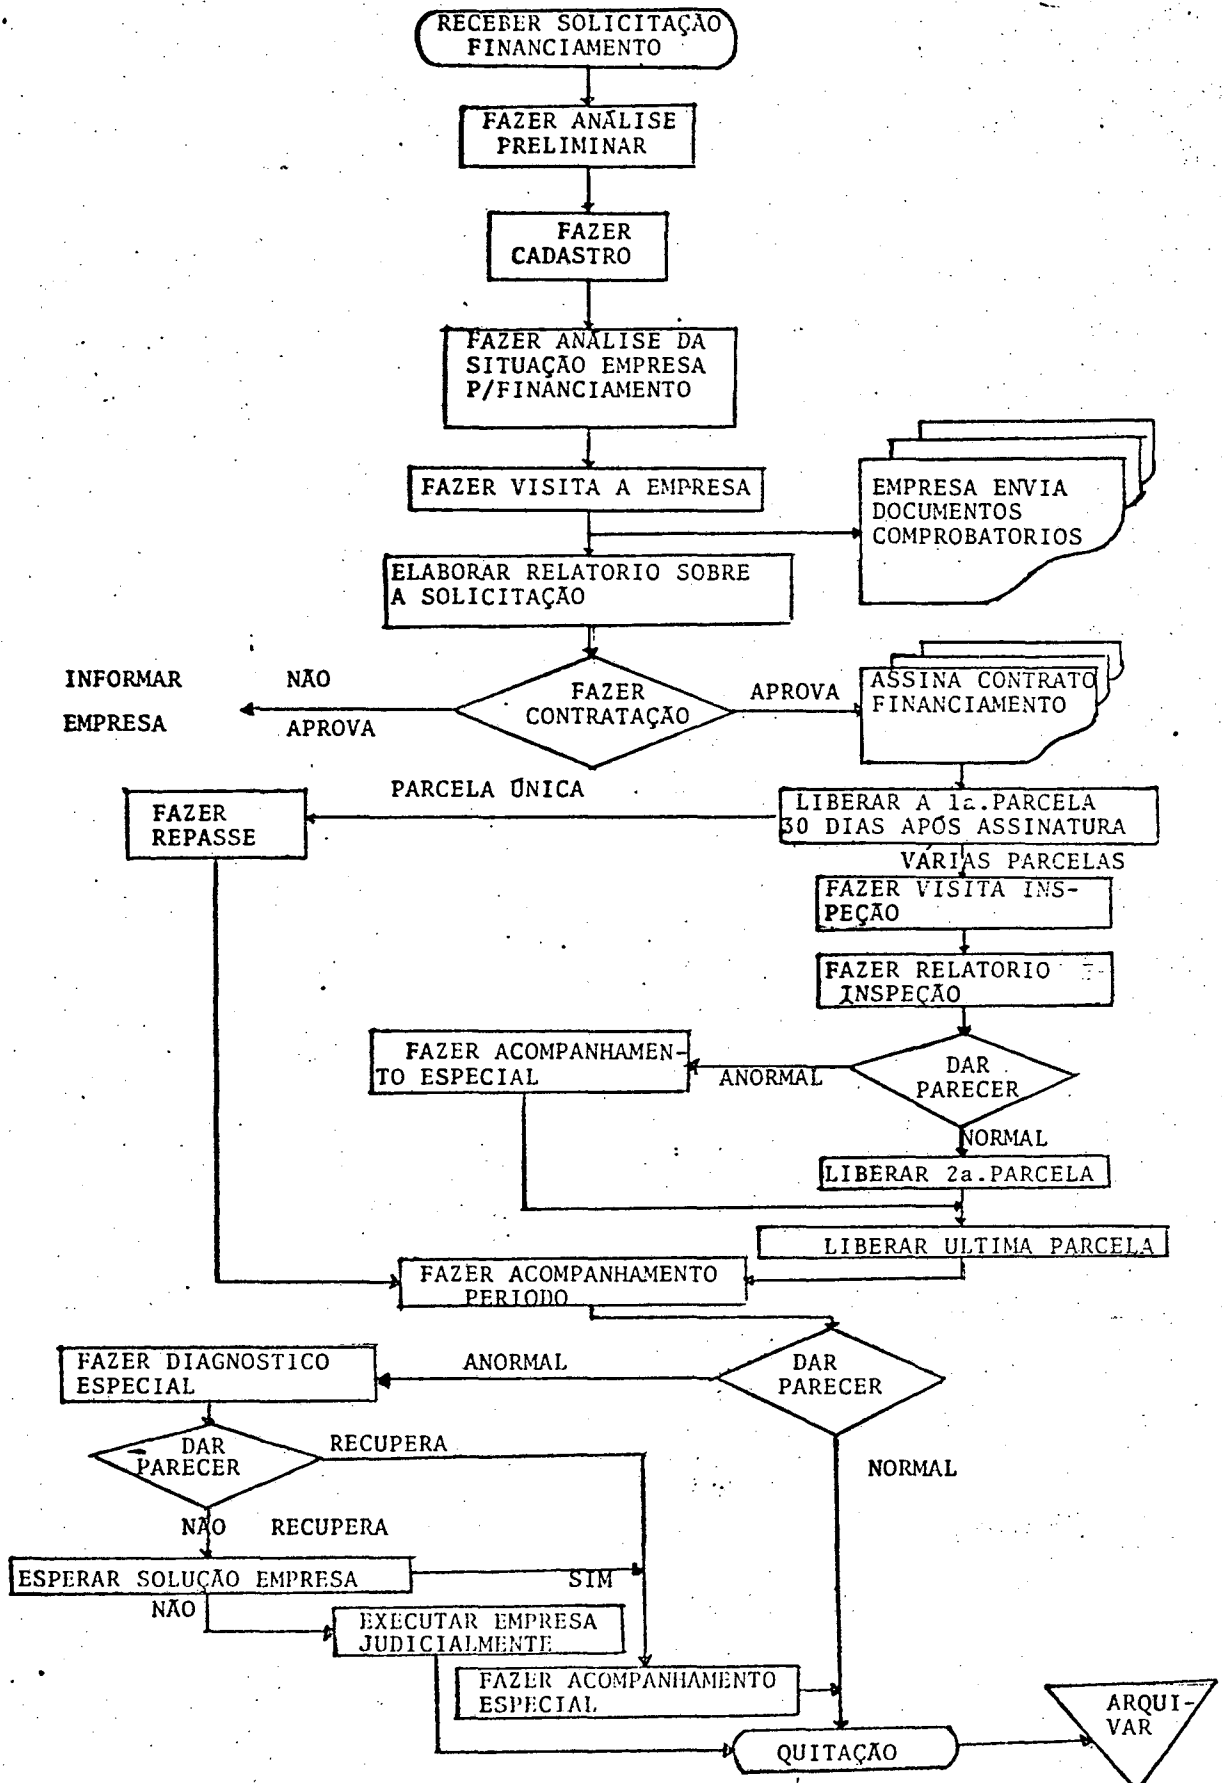 RECEBER SOLICITAÇÃO
FINANCIAMENTO
FAZER ANÁLISE
PRELIMINAR
FAZER
CADASTRO
FAZER ANÁLISE DA
SITUAÇÃO EMPRESA
P/FINANCIAMENTO
FAZER VISITA A EMPRESA
EMPRESA ENVIA
DOCUMENTOS
COMPROBATORIOS
ELABORAR RELATORIO SOBRE
A SOLICITAÇÃO
INFORMAR
EMPRESA
NÃO
APROVA
FAZER
CONTRATAÇÃO
APROVA
ASSINA CONTRATO
FINANCIAMENTO
PARCELA ÚNICA
FAZER
REPASSE
LIBERAR A 1a.PARCELA
30 DIAS APÓS ASSINATURA
VÁRIAS PARCELAS
FAZER VISITA INS-
PEÇÃO
FAZER RELATORIO
INSPEÇÃO
FAZER ACOMPANHAMEN-
TO ESPECIAL
ANORMAL
DAR
PARECER
NORMAL
LIBERAR 2a.PARCELA
LIBERAR ULTIMA PARCELA
FAZER ACOMPANHAMENTO
PERIODO
FAZER DIAGNOSTICO
ESPECIAL
ANORMAL
DAR
PARECER
DAR
PARECER
RECUPERA
NORMAL
NÃO RECUPERA
ESPERAR SOLUÇÃO EMPRESA
SIM
NÃO
EXECUTAR EMPRESA
JUDICIALMENTE
FAZER ACOMPANHAMENTO
ESPECIAL
QUITAÇÃO
ARQUI-
VAR